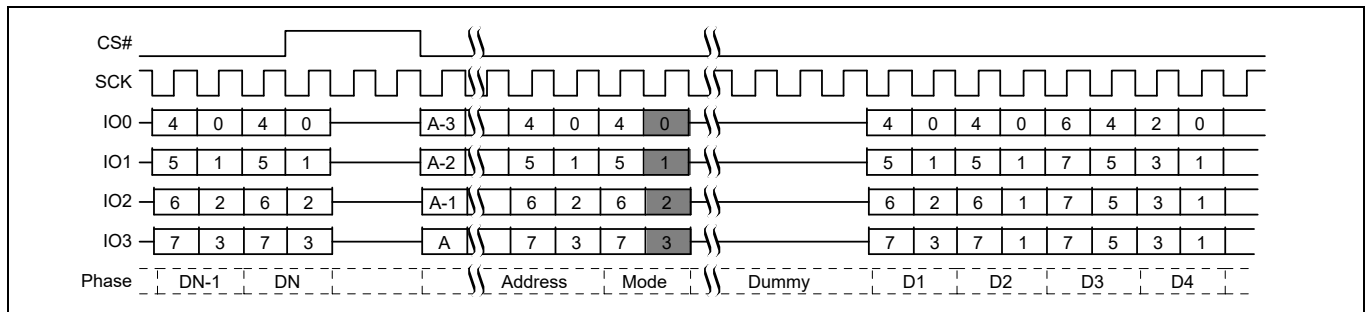 CS#
SCK
IO0 4 0 4 0 A-3 4 0 4 0 4 0 4 0 6 4 2 0
IO1 5 1 5 1 A-2 5 1 5 1 5 1 5 1 7 5 3 1
IO2 6 2 6 2 A-1 6 2 6 2 6 2 6 1 7 5 3 1
IO3 7 3 7 3 A 7 3 7 3 7 3 7 1 7 5 3 1
Phase DN-1 DN Address Mode Dummy D1 D2 D3 D4